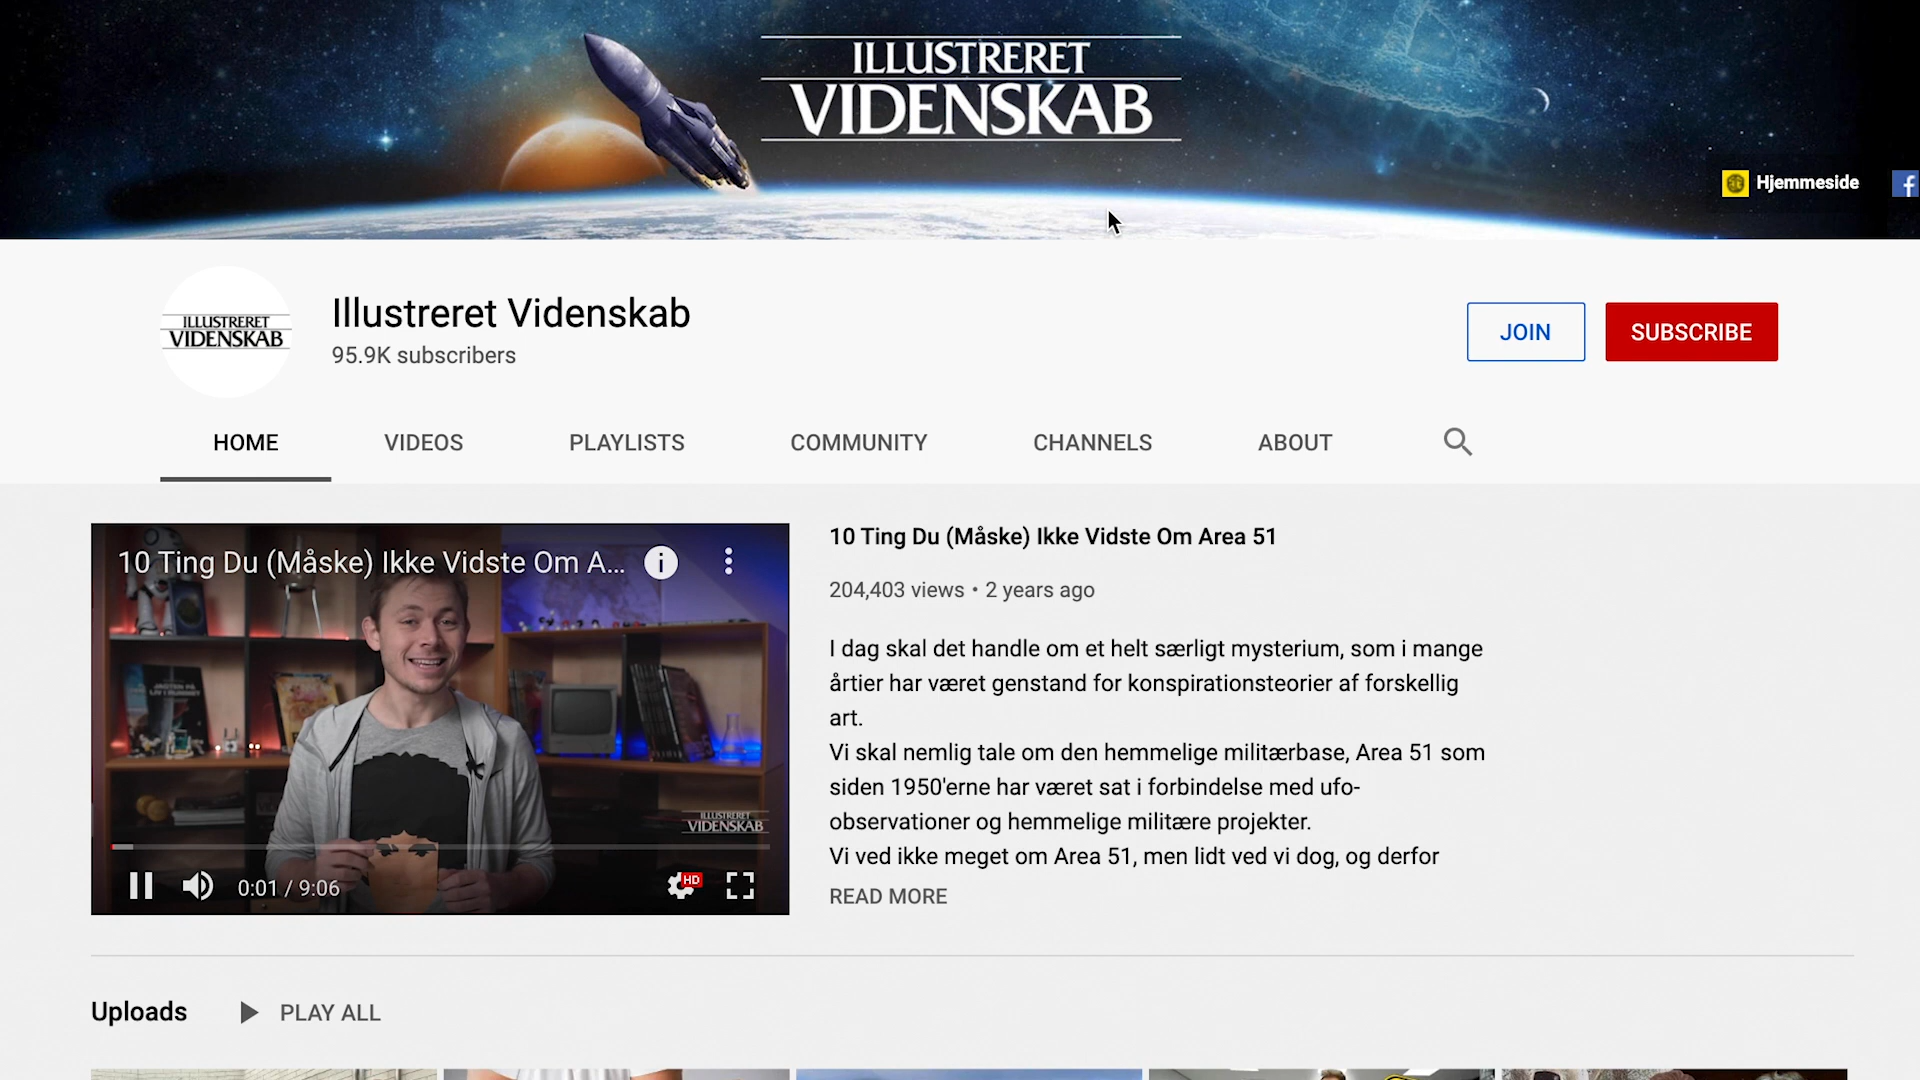 ILLUSTRERET
VIDENSKAB
Hjemmeside
ILLUSTRERET
VIDENSKAB
Illustreret Videnskab
95.9K subscribers
JOIN
SUBSCRIBE
HOME
VIDEOS
PLAYLISTS
COMMUNITY
CHANNELS
ABOUT
10 Ting Du (Måske) Ikke Vidste Om A...
JAGTEN PÅ
LIV I RUMMET
ILLUSTRERET
VIDENSKAB
0:01 / 9:06
HD
10 Ting Du (Måske) Ikke Vidste Om Area 51
204,403 views • 2 years ago
I dag skal det handle om et helt særligt mysterium, som i mange
årtier har været genstand for konspirationsteorier af forskellig
art.
Vi skal nemlig tale om den hemmelige militærbase, Area 51 som
siden 1950'erne har været sat i forbindelse med ufo-
observationer og hemmelige militære projekter.
Vi ved ikke meget om Area 51, men lidt ved vi dog, og derfor
READ MORE
Uploads
PLAY ALL